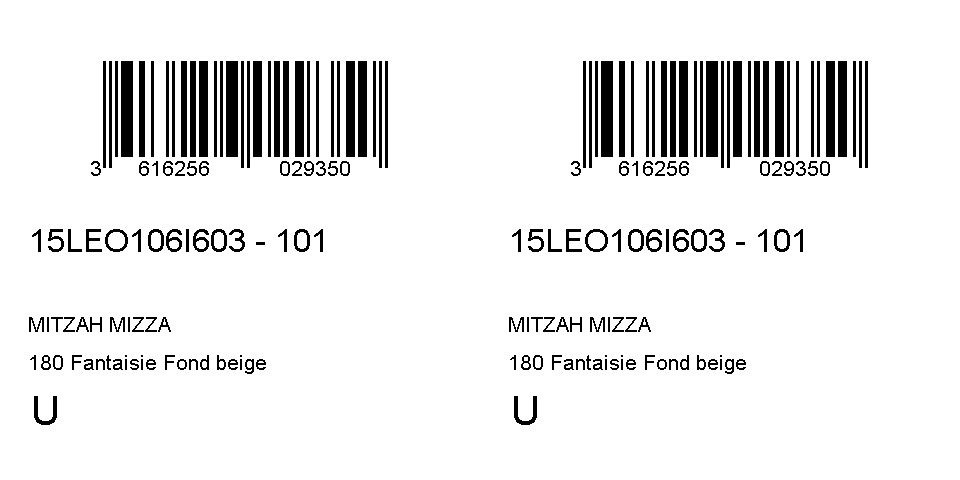 3 616256 029350
15LEO106I603 - 101
MITZAH MIZZA
180 Fantaisie Fond beige
U
3 616256 029350
15LEO106I603 - 101
MITZAH MIZZA
180 Fantaisie Fond beige
U